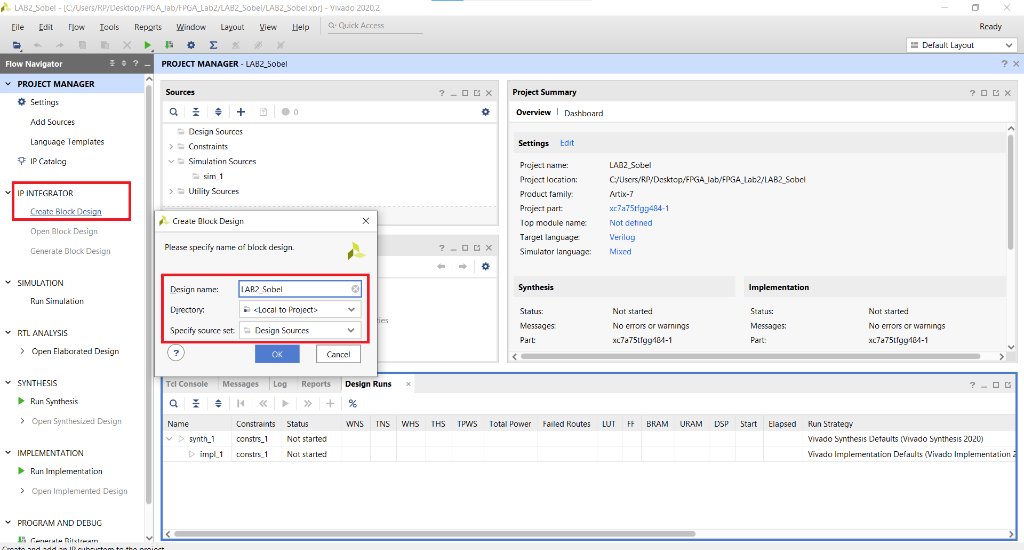 LAB2_Sobel - [C:/Users/RP/Desktop/FPGA_lab/FPGA_Lab2/LAB2_Sobel/LAB2_Sobel.xpr] - Vivado 2020.2
File Edit Flow Tools Reports Window Layout View Help Quick Access Ready
Default Layout
Flow Navigator
PROJECT MANAGER - LAB2_Sobel
PROJECT MANAGER
Settings
Add Sources
Language Templates
IP Catalog
IP INTEGRATOR
Create Block Design
Open Block Design
Generate Block Design
SIMULATION
Run Simulation
RTL ANALYSIS
Open Elaborated Design
SYNTHESIS
Run Synthesis
Open Synthesized Design
IMPLEMENTATION
Run Implementation
Open Implemented Design
PROGRAM AND DEBUG
Generate Bitstream
Create and add an IP subsystem to the project
Sources
0
Design Sources
Constraints
Simulation Sources
sim_1
Utility Sources
Create Block Design
Please specify name of block design.
Design name: LAB2_Sobel
Directory: <Local to Project>
Specify source set: Design Sources
? OK Cancel
Project Summary
Overview | Dashboard
Settings Edit
Project name: LAB2_Sobel
Project location: C:/Users/RP/Desktop/FPGA_lab/FPGA_Lab2/LAB2_Sobel
Product family: Artix-7
Project part: xc7a75tfgg484-1
Top module name: Not defined
Target language: Verilog
Simulator language: Mixed
Synthesis Implementation
Status: Not started Status: Not started
Messages: No errors or warnings Messages: No errors or warnings
Part: xc7a75tfgg484-1 Part: xc7a75tfgg484-1
Tcl Console Messages Log Reports Design Runs
Name Constraints Status WNS TNS WHS THS TPWS Total Power Failed Routes LUT FF BRAM URAM DSP Start Elapsed Run Strategy
synth_1 constrs_1 Not started Vivado Synthesis Defaults (Vivado Synthesis 2020)
impl_1 constrs_1 Not started Vivado Implementation Defaults (Vivado Implementation 2